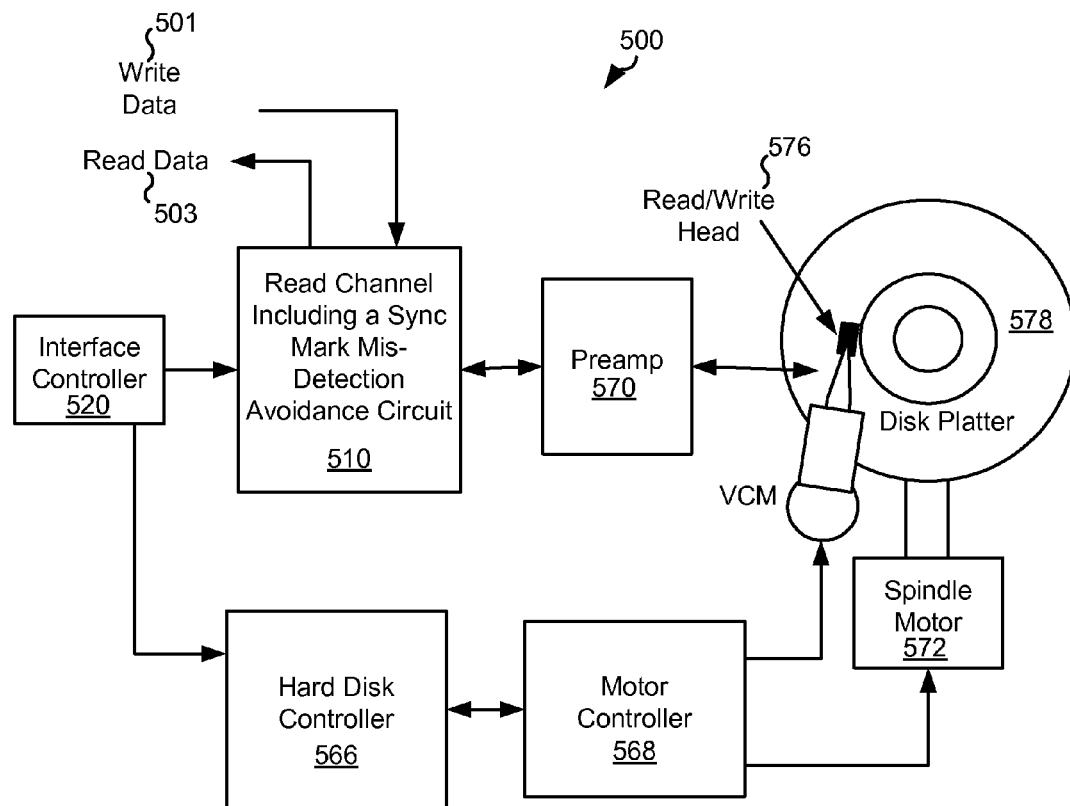 501
Write
Data
500
Read Data
503
576
Read/Write
Head
Read Channel
Including a Sync
Mark Mis-
Detection
Avoidance Circuit
510
Interface
Controller
520
Preamp
570
578
Disk Platter
VCM
Spindle
Motor
572
Hard Disk
Controller
566
Motor
Controller
568